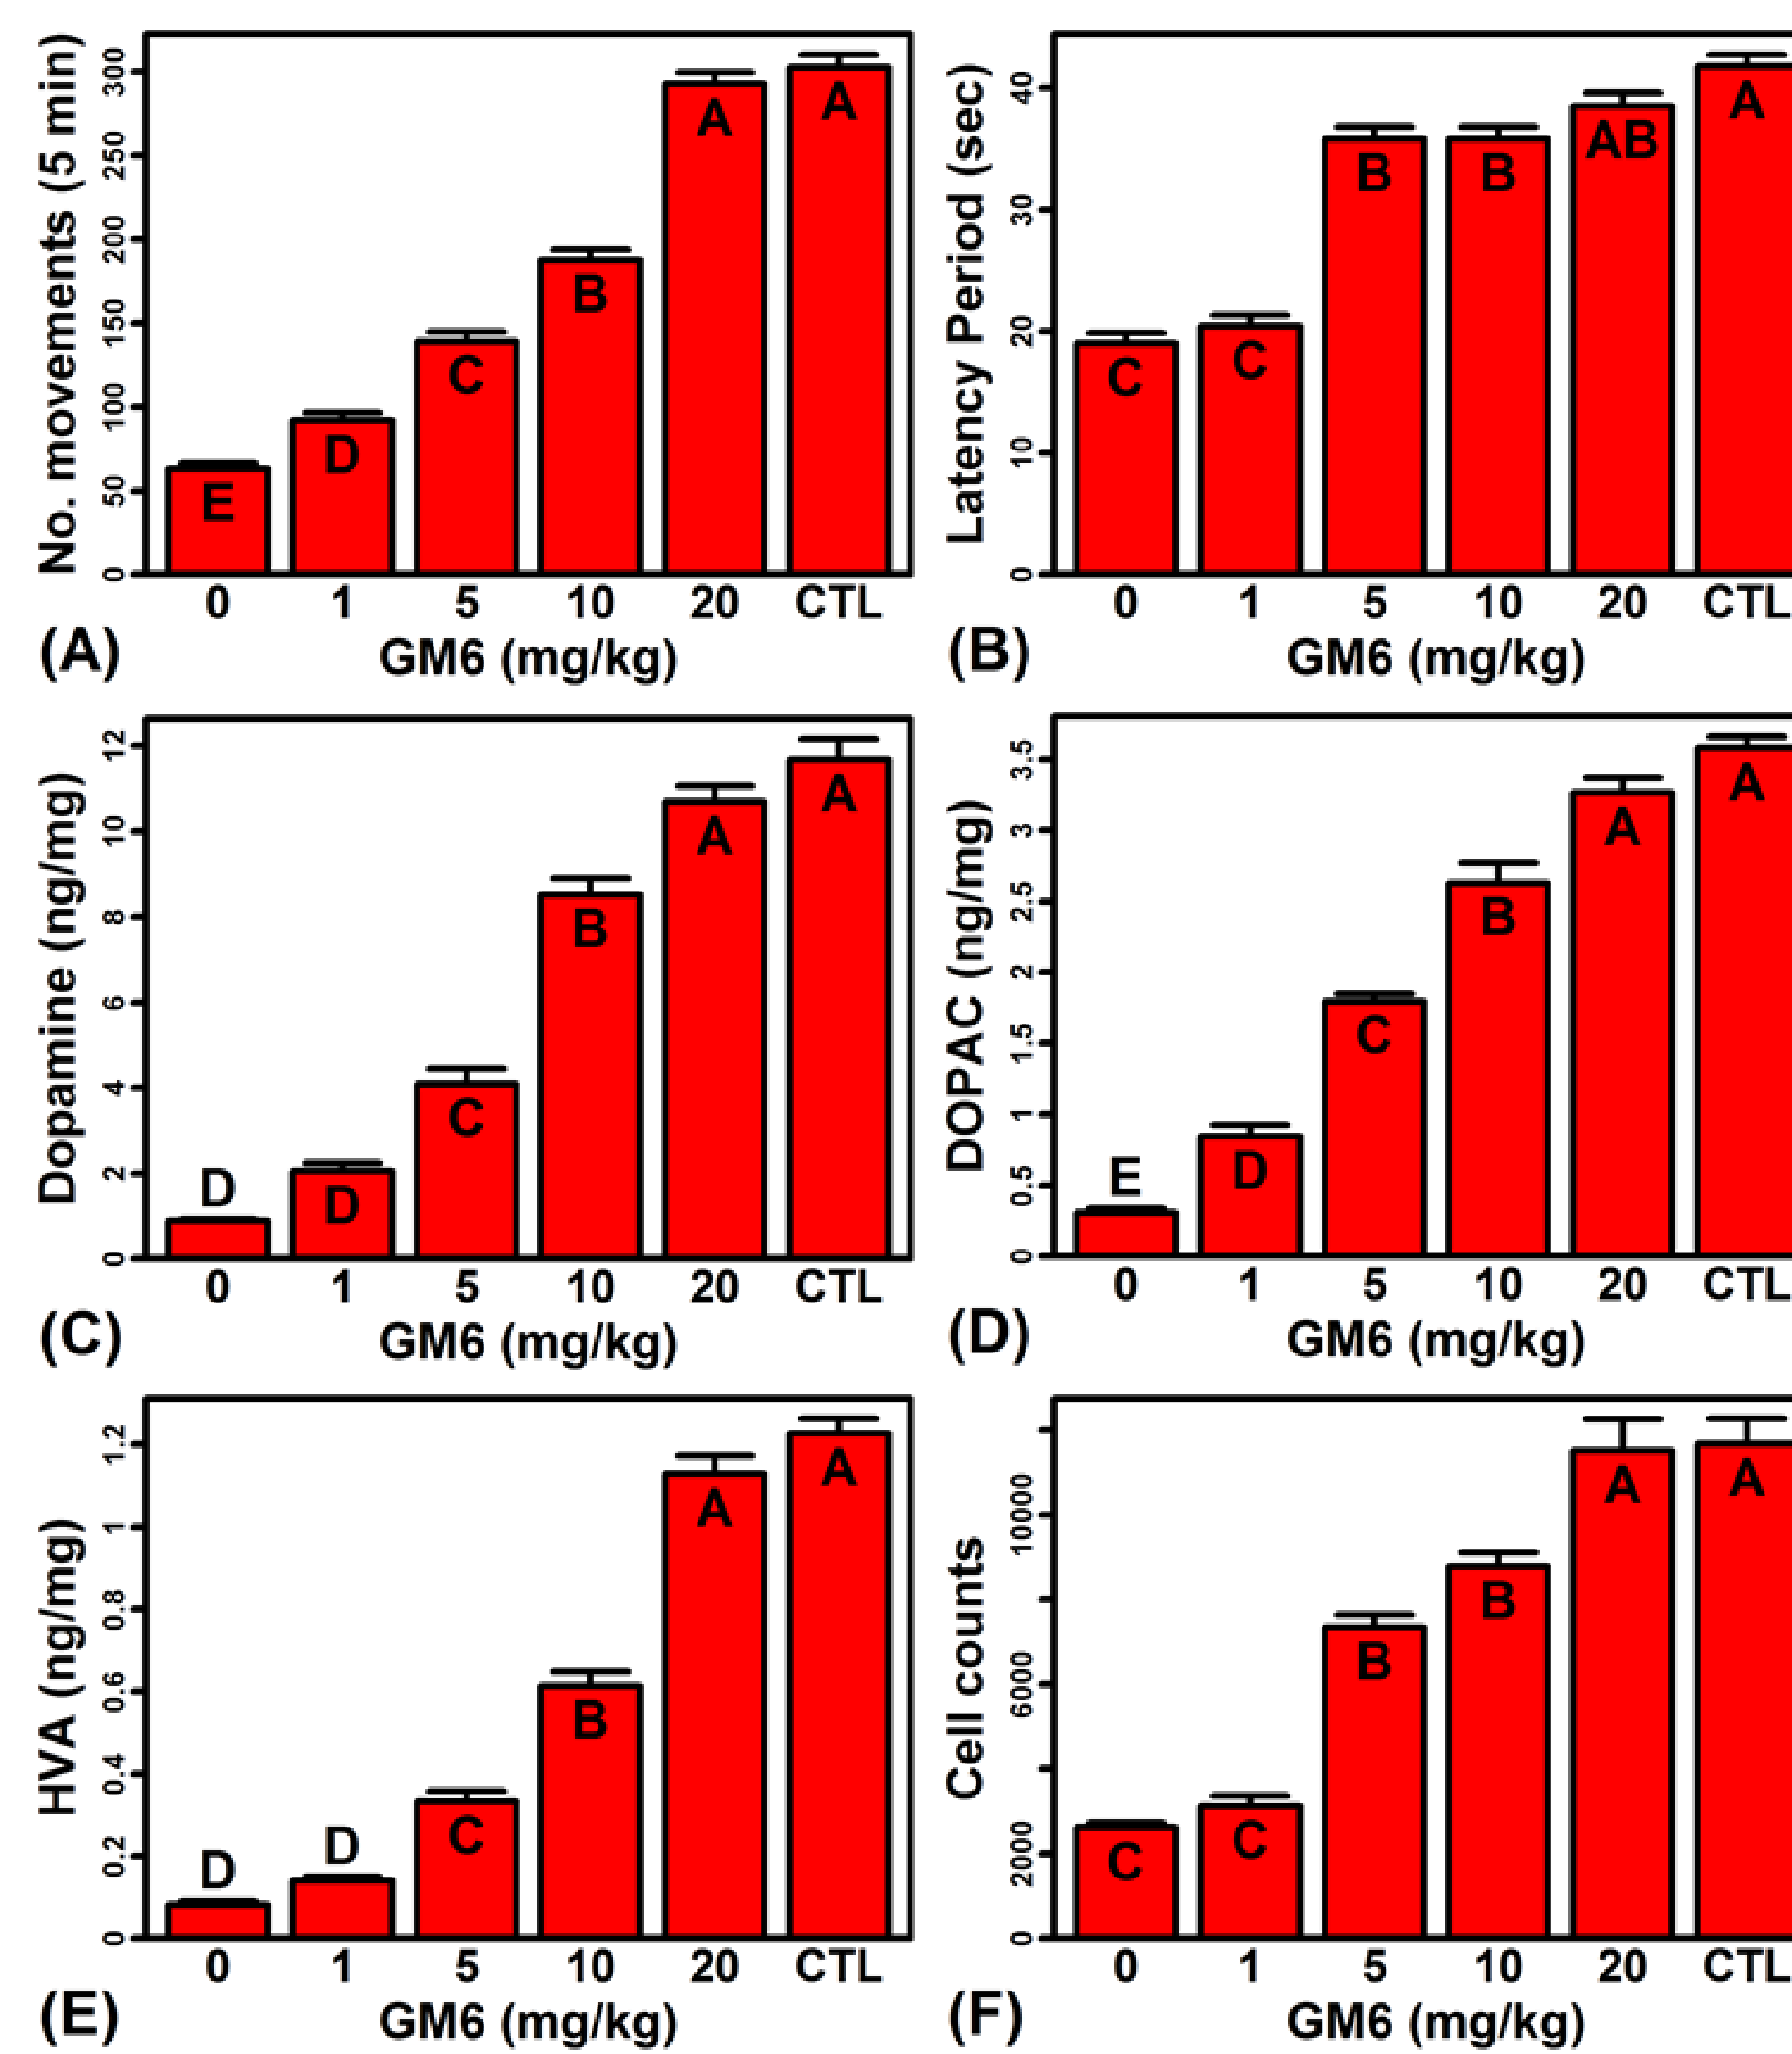 No. movements (5 min)
0 50 100 150 200 250 300
E D C B A A
0 1 5 10 20 CTL
(A) GM6 (mg/kg)
Latency Period (sec)
0 10 20 30 40
C C B B AB A
0 1 5 10 20 CTL
(B) GM6 (mg/kg)
Dopamine (ng/mg)
0 2 4 6 8 10 12
D D C B A A
0 1 5 10 20 CTL
(C) GM6 (mg/kg)
DOPAC (ng/mg)
0 0.5 1 1.5 2 2.5 3 3.5
E D C B A A
0 1 5 10 20 CTL
(D) GM6 (mg/kg)
HVA (ng/mg)
0 0.2 0.4 0.6 0.8 1 1.2
D D C B A A
0 1 5 10 20 CTL
(E) GM6 (mg/kg)
Cell counts
0 2000 6000 10000
C C B B A A
0 1 5 10 20 CTL
(F) GM6 (mg/kg)